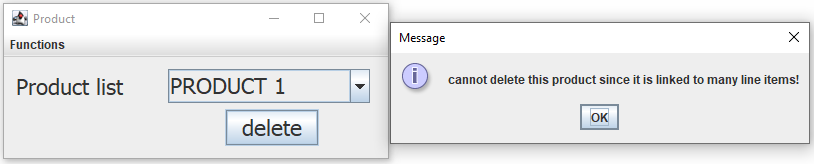 Product
Functions
Product list
PRODUCT 1
delete
Message
cannot delete this product since it is linked to many line items!
OK